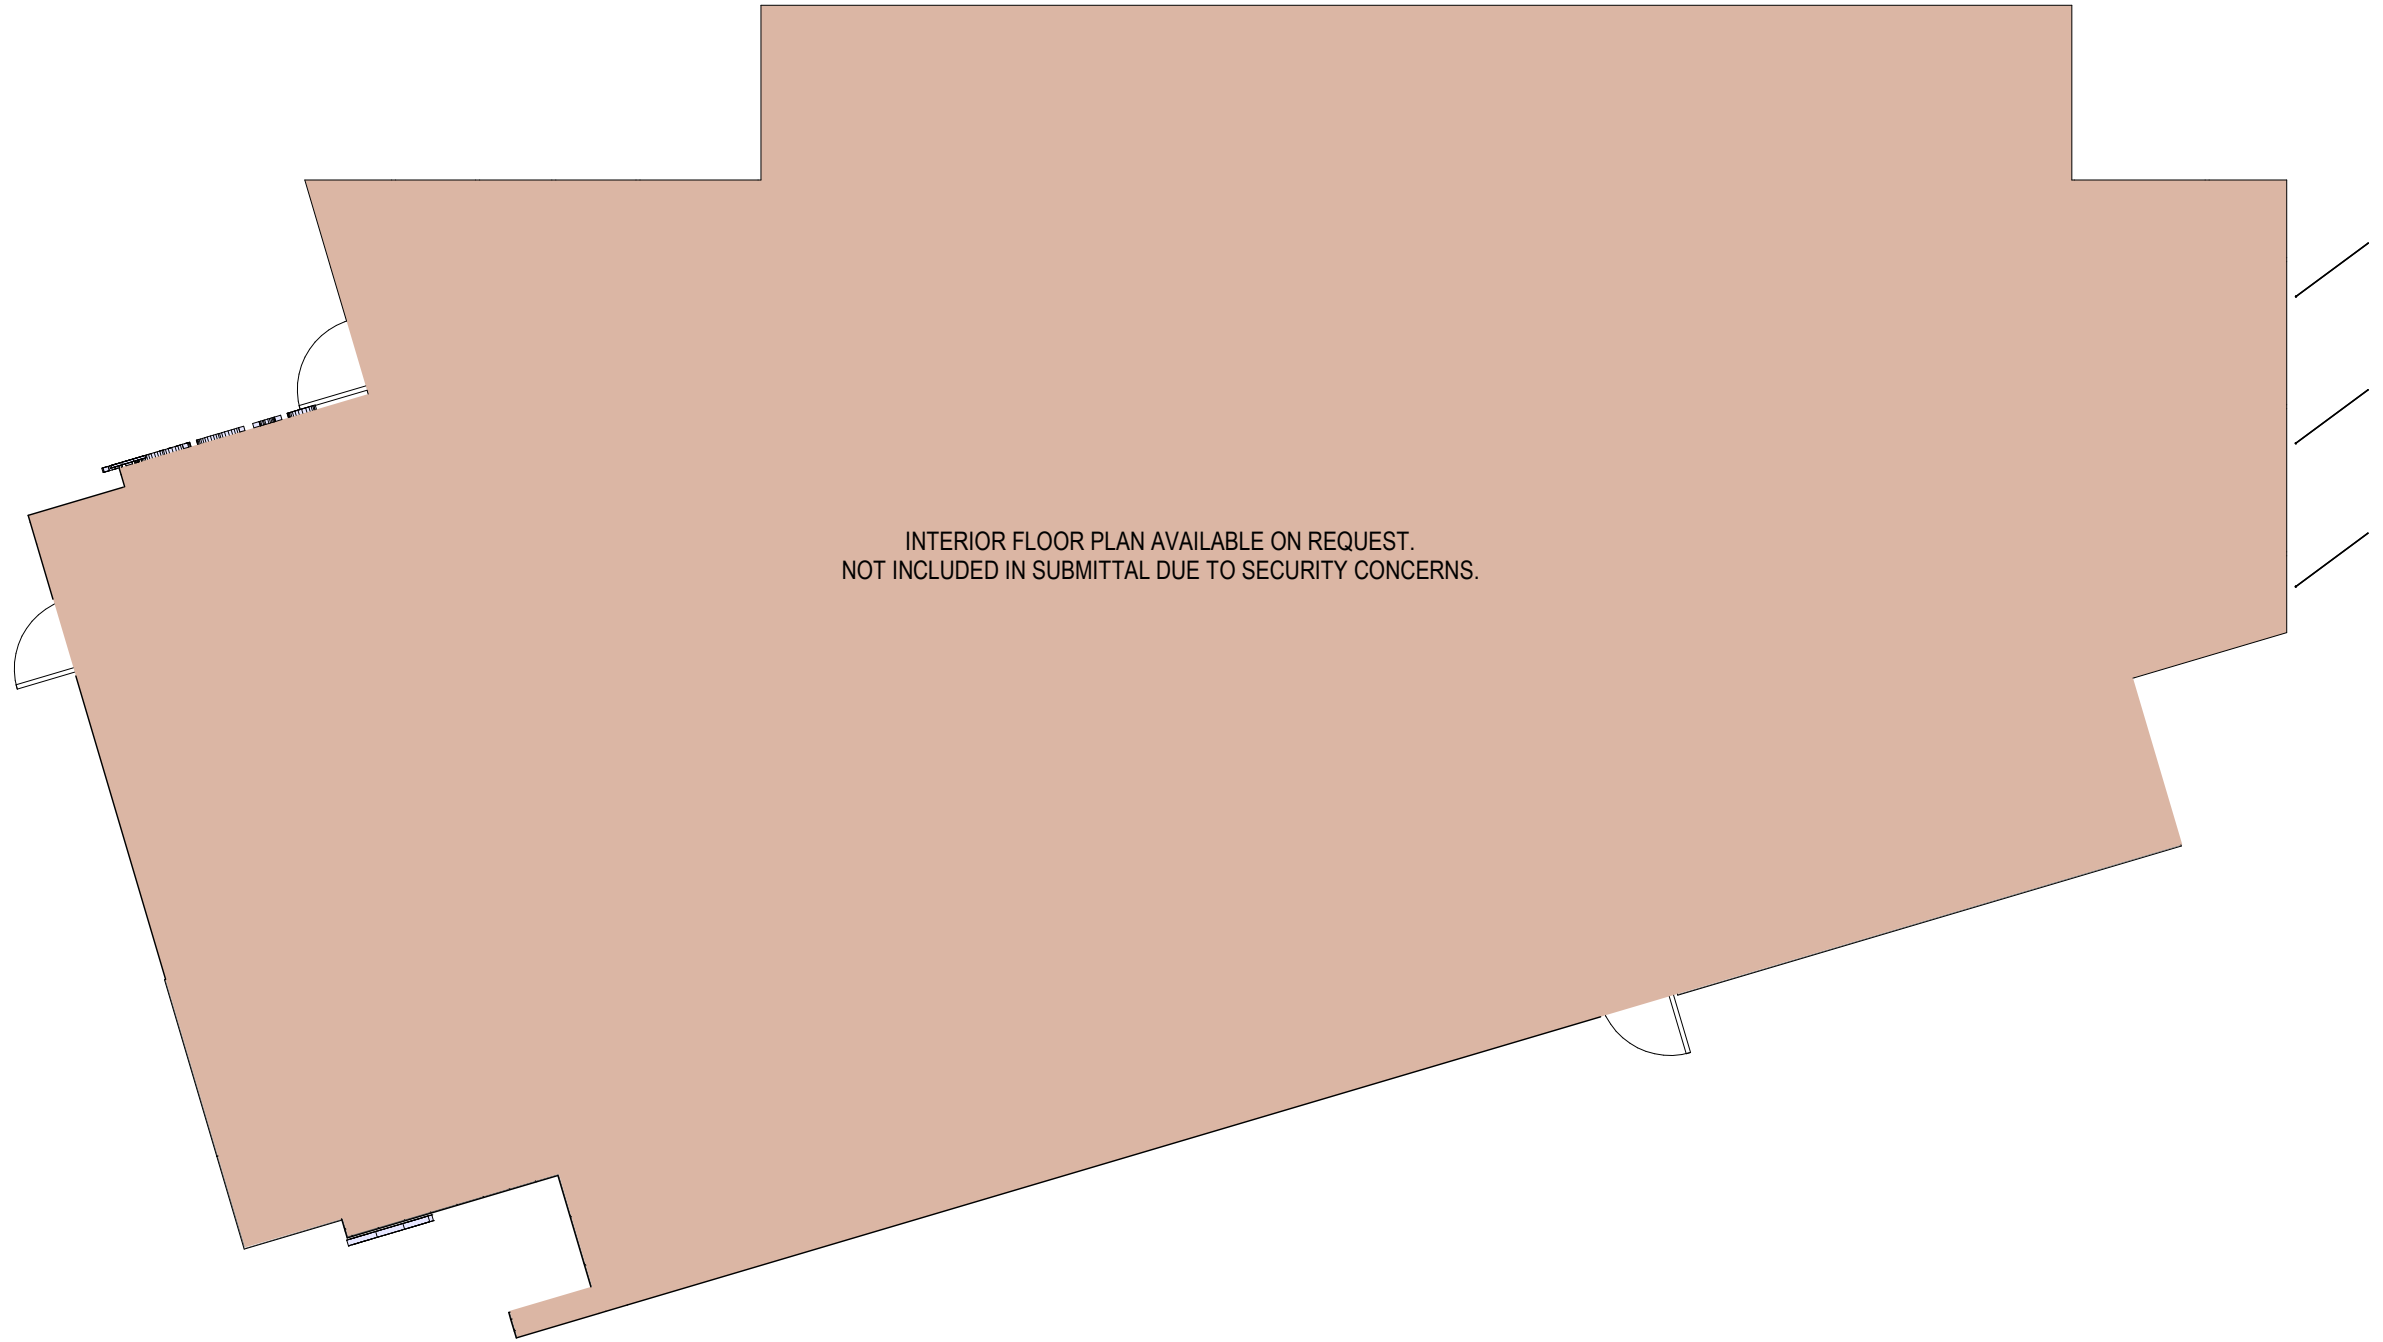 INTERIOR FLOOR PLAN AVAILABLE ON REQUEST.
NOT INCLUDED IN SUBMITTAL DUE TO SECURITY CONCERNS.